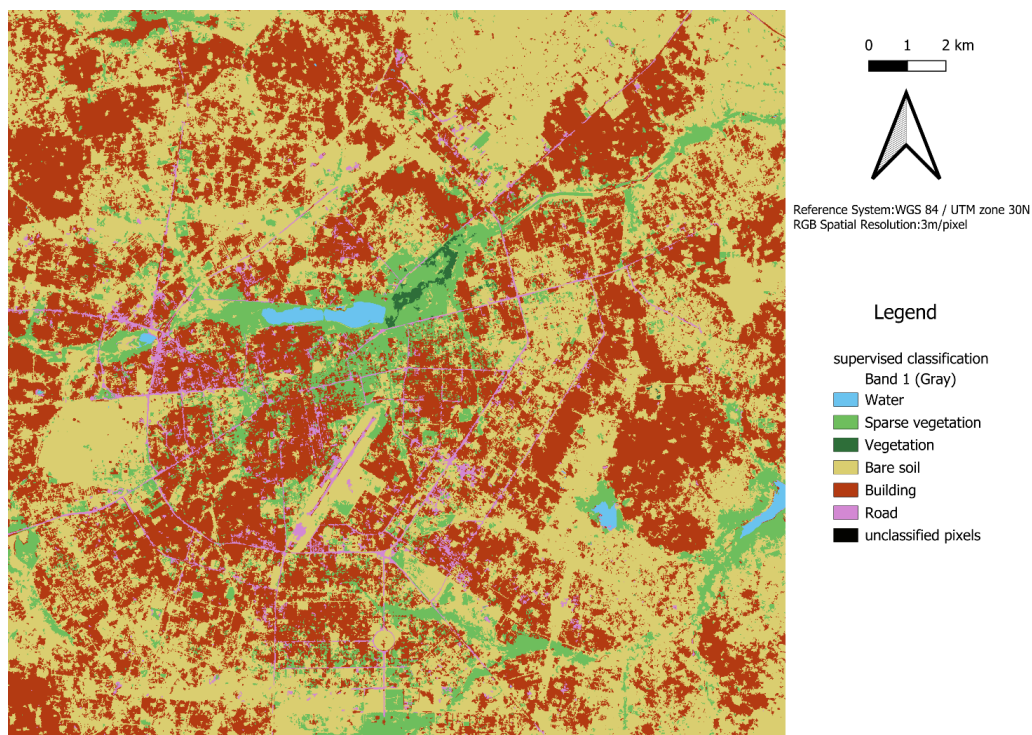 0 1 2 km
Reference System:WGS 84 / UTM zone 30N
RGB Spatial Resolution:3m/pixel
Legend
supervised classification
Band 1 (Gray)
Water
Sparse vegetation
Vegetation
Bare soil
Building
Road
unclassified pixels